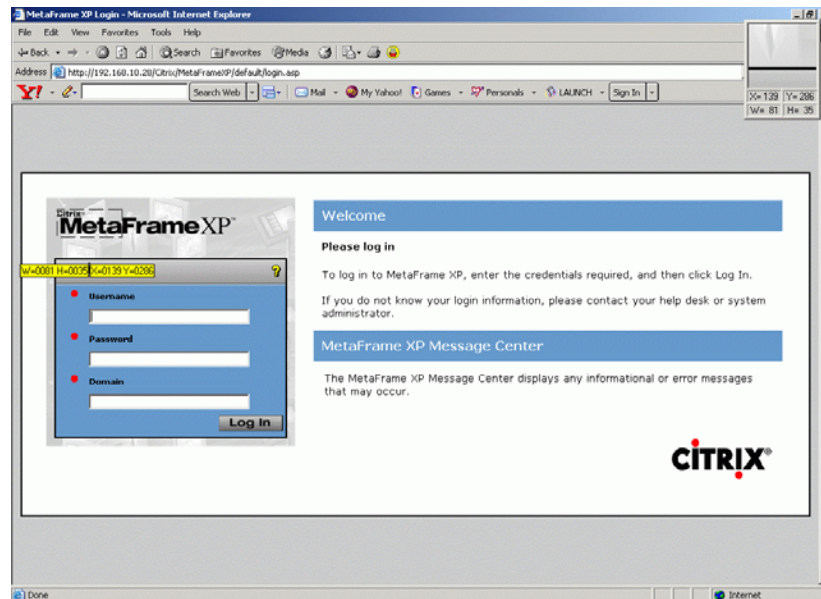 MetaFrame XP Login - Microsoft Internet Explorer
File Edit View Favorites Tools Help
Back Search Favorites Media
Address http://192.168.10.20/Citrix/MetaFrameXP/default/login.asp
Y! Search Web Mail My Yahoo! Games Personals LAUNCH Sign In
X= 139 Y= 286
W= 81 H= 35
Citrix
MetaFrame XP
Welcome
Please log in
W=0081 H=0035 X=0139 Y=0286 ?
To log in to MetaFrame XP, enter the credentials required, and then click Log In.
Username
If you do not know your login information, please contact your help desk or system
administrator.
Password
MetaFrame XP Message Center
Domain
The MetaFrame XP Message Center displays any informational or error messages
that may occur.
Log In
CITRIX®
Done Internet